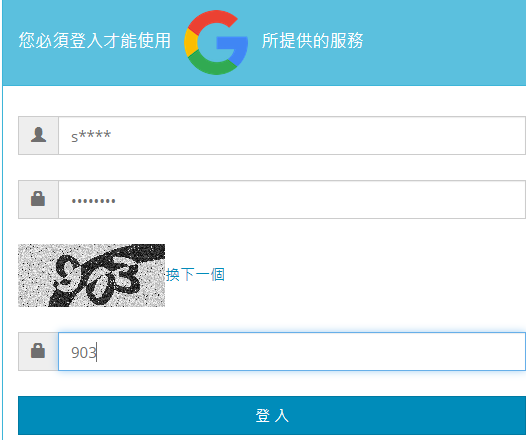 您必須登入才能使用 G 所提供的服務
s****
••••••••
903 換下一個
903
登 入